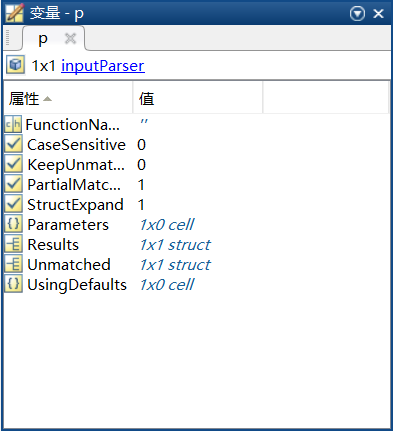 变量 - p
p
1x1 inputParser
属性 值
FunctionNa... ''
CaseSensitive 0
KeepUnmat... 0
PartialMatc... 1
StructExpand 1
Parameters 1x0 cell
Results 1x1 struct
Unmatched 1x1 struct
UsingDefaults 1x0 cell